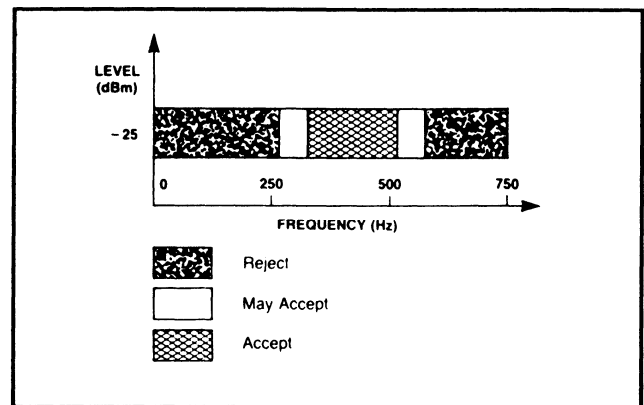 LEVEL
(dBm)
– 25
0 250 500 750
FREQUENCY (Hz)
Reject
May Accept
Accept